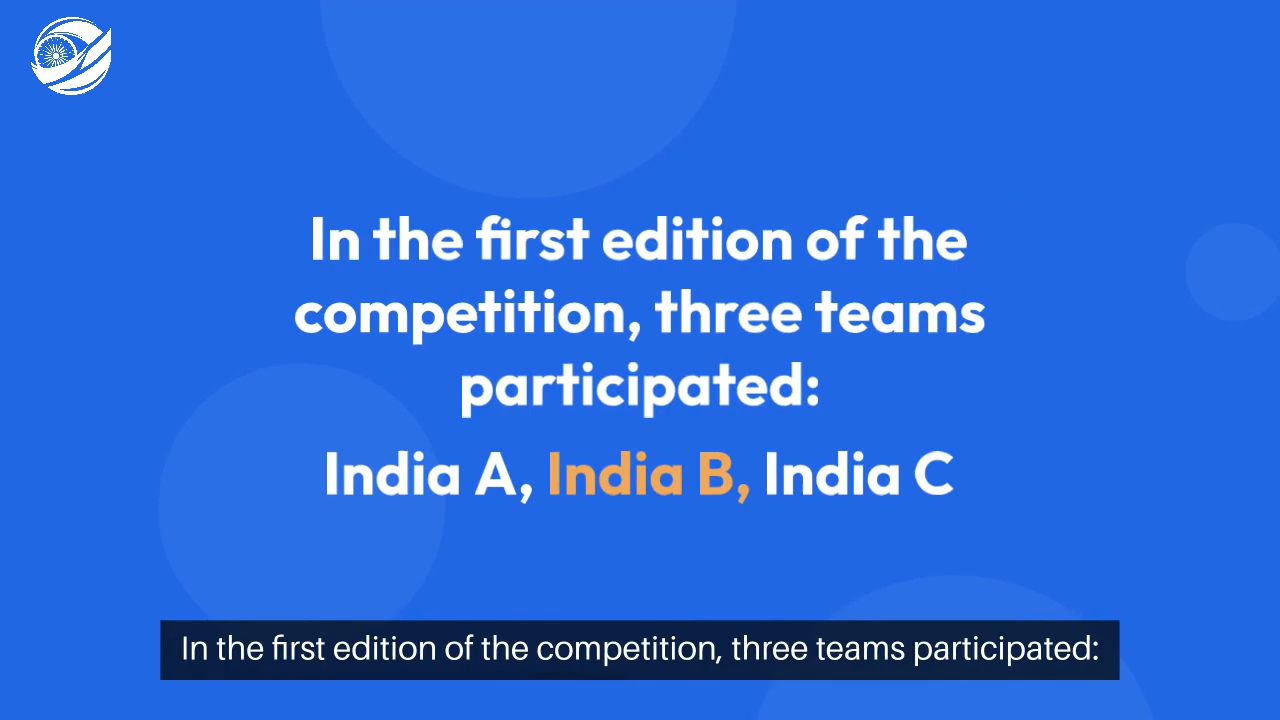 In the first edition of the
competition, three teams
participated:
India A, India B, India C
In the first edition of the competition, three teams participated: